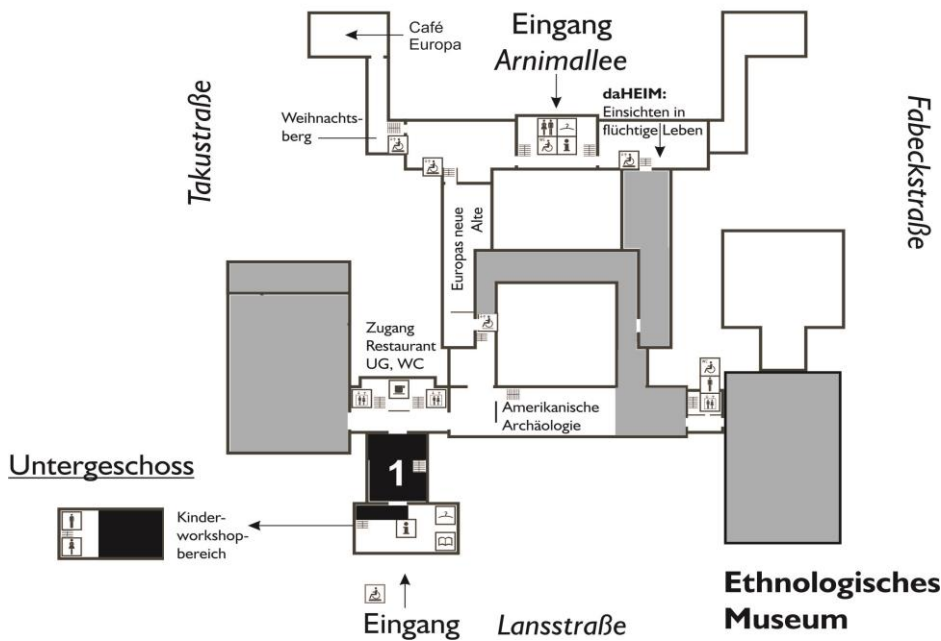 Café
Europa
Eingang
Arnimallee
daHEIM:
Einsichten in
flüchtige Leben
Weihnachts-
berg
Takustraße
Fabeckstraße
Europas neue
Alte
Zugang
Restaurant
UG, WC
Amerikanische
Archäologie
Untergeschoss
1
Kinder-
workshop-
bereich
Eingang
Lansstraße
Ethnologisches
Museum